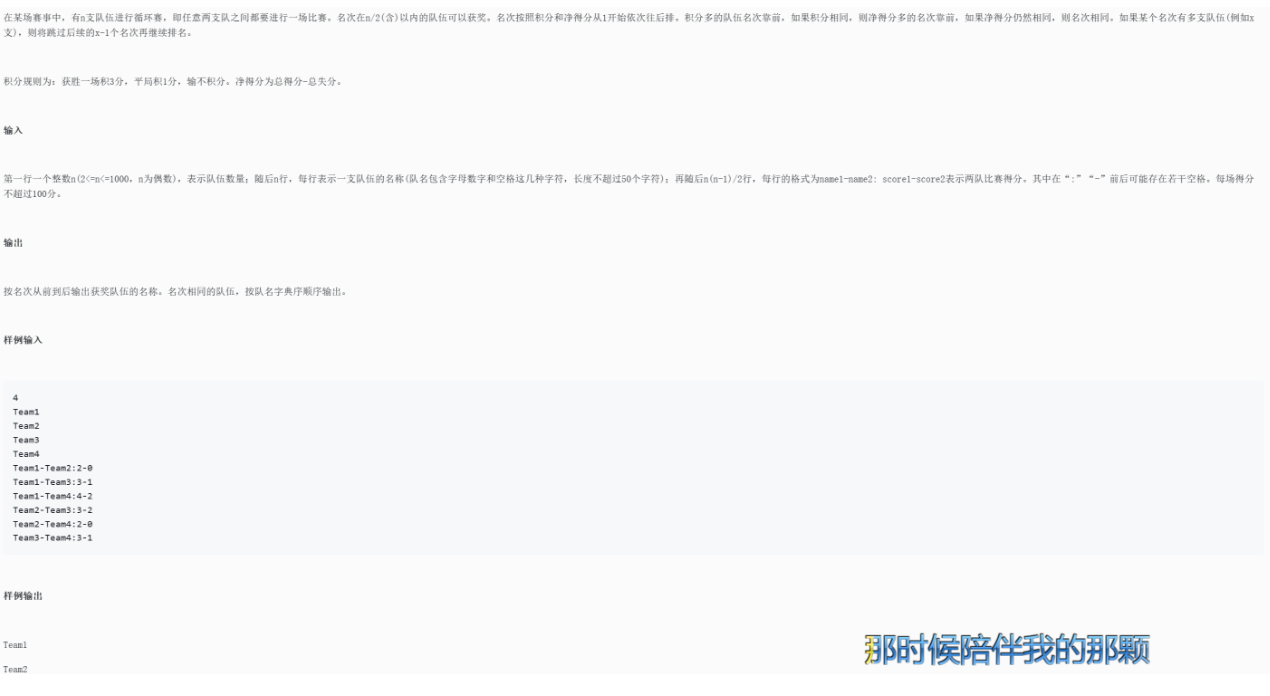 在某场赛事中，有n支队伍进行循环赛，即任意两支队之间都要进行一场比赛。名次在n/2(含)以内的队伍可以获奖。名次按照积分和净得分从1开始依次往后排。积分多的队伍名次靠前，如果积分相同，则净得分多的名次靠前，如果净得分仍然相同，则名次相同。如果某个名次有多支队伍(例如x
支)，则将跳过后续的x-1个名次再继续排名。
积分规则为：获胜一场积3分，平局积1分，输不积分。净得分为总得分-总失分。
输入
第一行一个整数n(2<=n<=1000，n为偶数)，表示队伍数量；随后n行，每行表示一支队伍的名称(队名包含字母数字和空格这几种字符，长度不超过50个字符)；再随后n(n-1)/2行，每行的格式为name1-name2: score1-score2表示两队比赛得分。其中在“:”“-”前后可能存在若干空格。每场得分
不超过100分。
输出
按名次从前到后输出获奖队伍的名称。名次相同的队伍，按队名字典序顺序输出。
样例输入
4
Team1
Team2
Team3
Team4
Team1-Team2:2-0
Team1-Team3:3-1
Team1-Team4:4-2
Team2-Team3:3-2
Team2-Team4:2-0
Team3-Team4:3-1
样例输出
Team1
Team2
那时候陪伴我的那颗